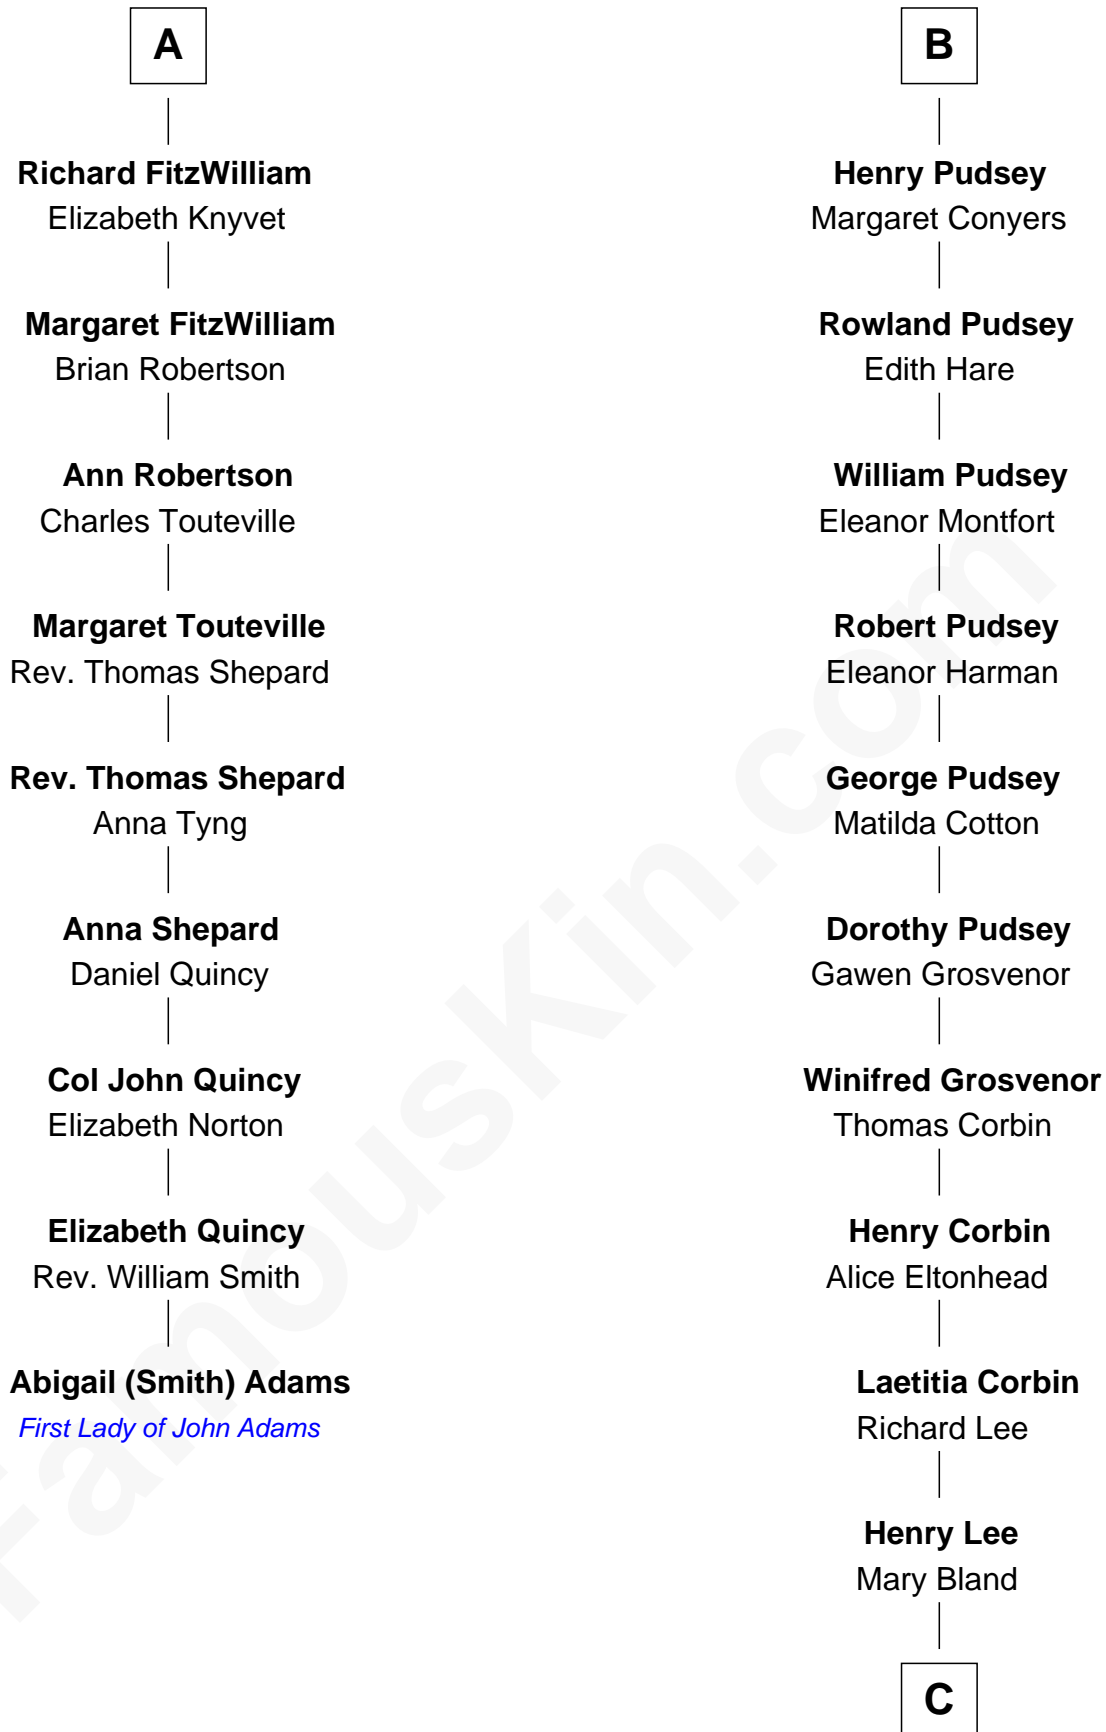 A
Richard FitzWilliam
Elizabeth Knyvet
Margaret FitzWilliam
Brian Robertson
Ann Robertson
Charles Touteville
Margaret Touteville
Rev. Thomas Shepard
Rev. Thomas Shepard
Anna Tyng
Anna Shepard
Daniel Quincy
Col John Quincy
Elizabeth Norton
Elizabeth Quincy
Rev. William Smith
Abigail (Smith) Adams
First Lady of John Adams
B
Henry Pudsey
Margaret Conyers
Rowland Pudsey
Edith Hare
William Pudsey
Eleanor Montfort
Robert Pudsey
Eleanor Harman
George Pudsey
Matilda Cotton
Dorothy Pudsey
Gawen Grosvenor
Winifred Grosvenor
Thomas Corbin
Henry Corbin
Alice Eltonhead
Laetitia Corbin
Richard Lee
Henry Lee
Mary Bland
C
FamousKin.com